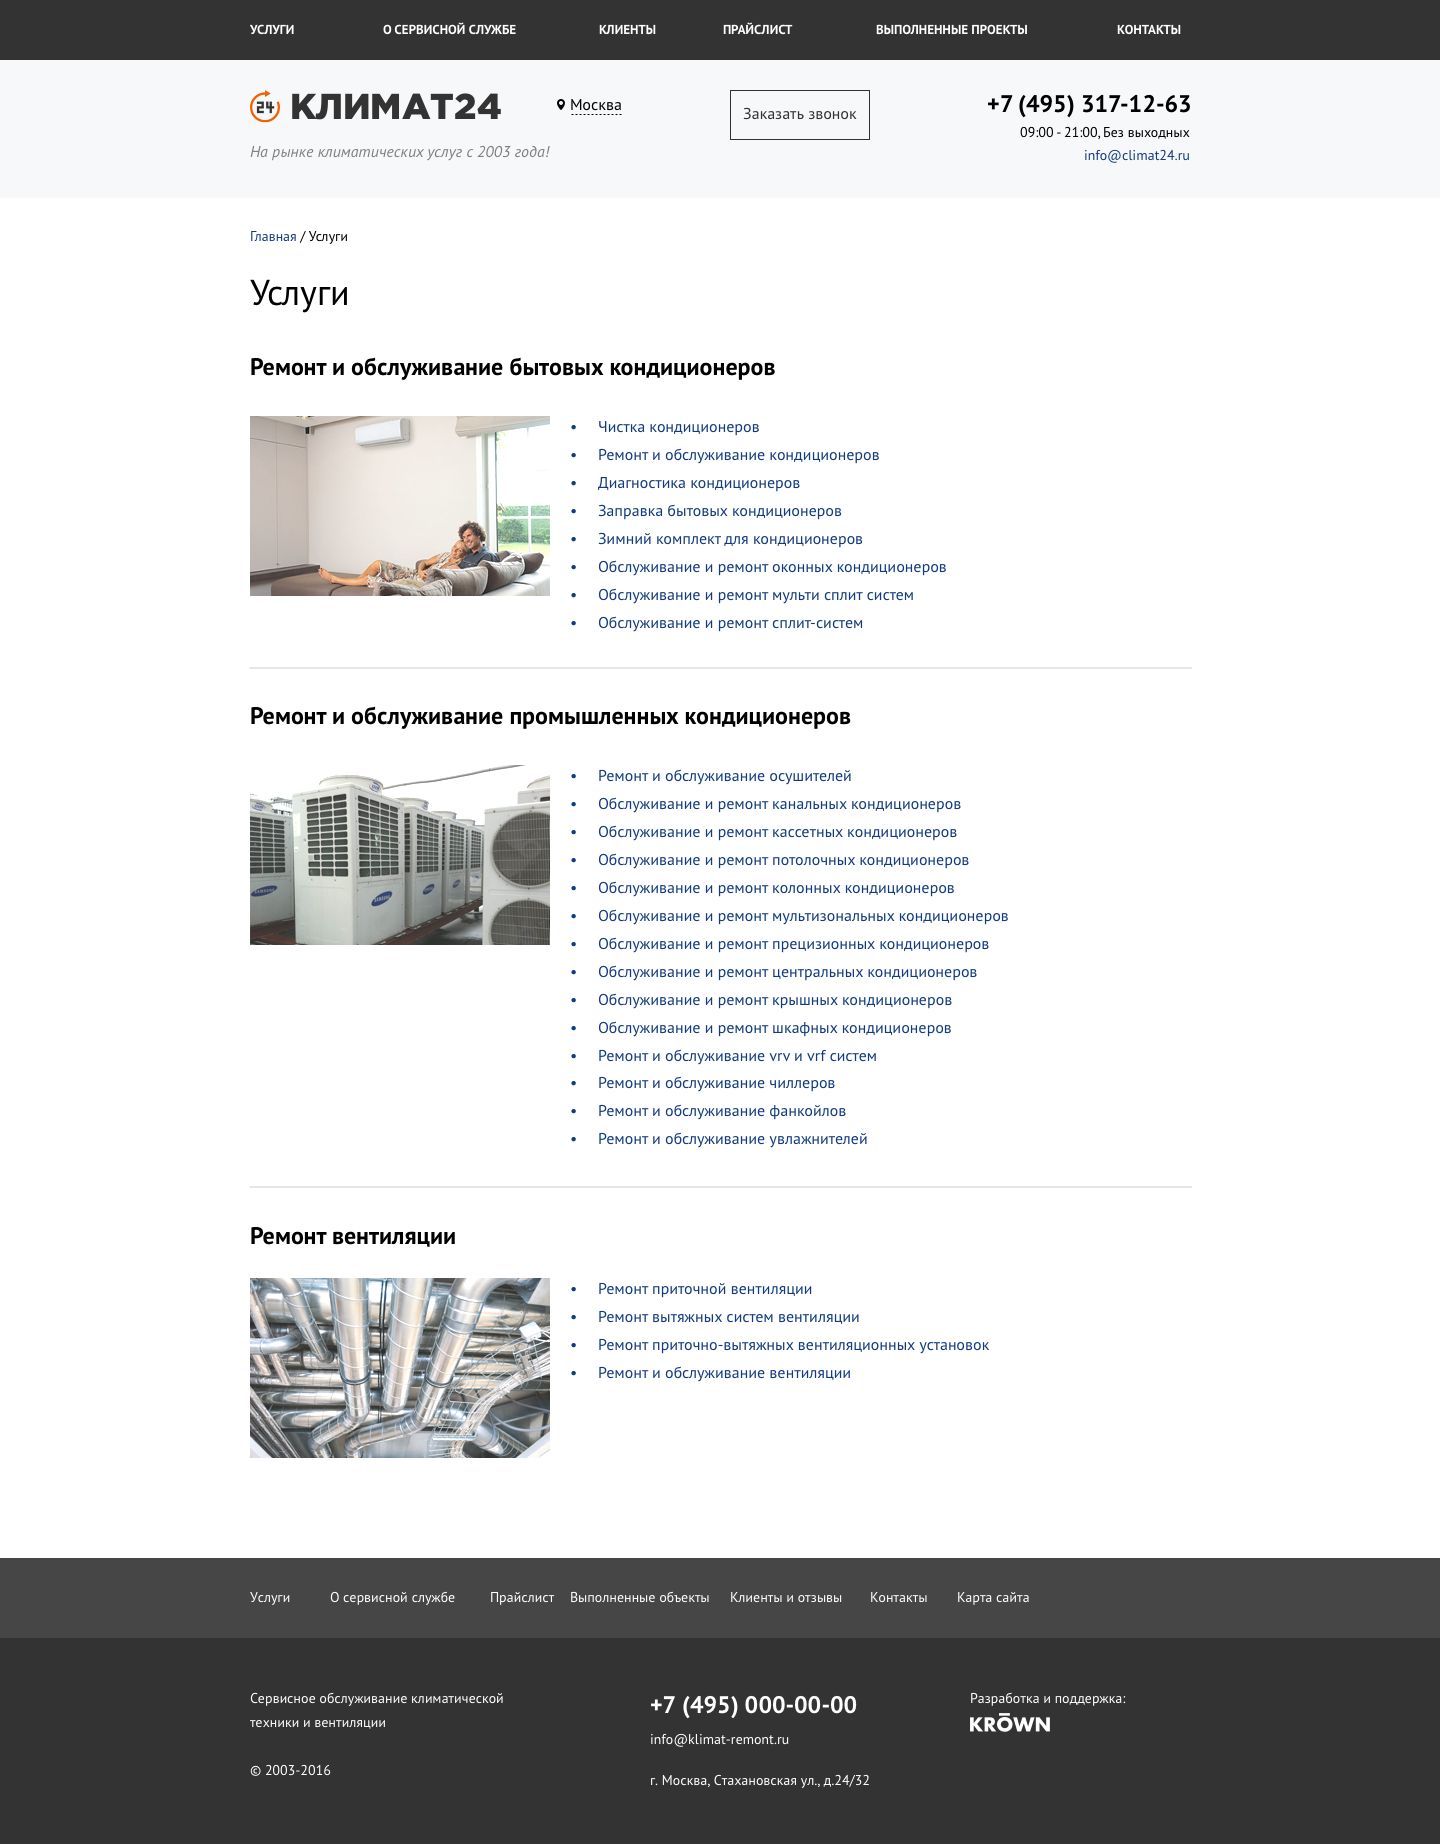 УСЛУГИ О СЕРВИСНОЙ СЛУЖБЕ КЛИЕНТЫ ПРАЙСЛИСТ ВЫПОЛНЕННЫЕ ПРОЕКТЫ КОНТАКТЫ
24 КЛИМАТ24
Москва
Заказать звонок
+7 (495) 317-12-63
09:00 - 21:00, Без выходных
На рынке климатических услуг с 2003 года!
info@climat24.ru
Главная / Услуги
Услуги
Ремонт и обслуживание бытовых кондиционеров
• Чистка кондиционеров
• Ремонт и обслуживание кондиционеров
• Диагностика кондиционеров
• Заправка бытовых кондиционеров
• Зимний комплект для кондиционеров
• Обслуживание и ремонт оконных кондиционеров
• Обслуживание и ремонт мульти сплит систем
• Обслуживание и ремонт сплит-систем
Ремонт и обслуживание промышленных кондиционеров
SAMSUNG
SAMSUNG
SAMSUNG
• Ремонт и обслуживание осушителей
• Обслуживание и ремонт канальных кондиционеров
• Обслуживание и ремонт кассетных кондиционеров
• Обслуживание и ремонт потолочных кондиционеров
• Обслуживание и ремонт колонных кондиционеров
• Обслуживание и ремонт мультизональных кондиционеров
• Обслуживание и ремонт прецизионных кондиционеров
• Обслуживание и ремонт центральных кондиционеров
• Обслуживание и ремонт крышных кондиционеров
• Обслуживание и ремонт шкафных кондиционеров
• Ремонт и обслуживание vrv и vrf систем
• Ремонт и обслуживание чиллеров
• Ремонт и обслуживание фанкойлов
• Ремонт и обслуживание увлажнителей
Ремонт вентиляции
• Ремонт приточной вентиляции
• Ремонт вытяжных систем вентиляции
• Ремонт приточно-вытяжных вентиляционных установок
• Ремонт и обслуживание вентиляции
Услуги О сервисной службе Прайслист Выполненные объекты Клиенты и отзывы Контакты Карта сайта
Сервисное обслуживание климатической
техники и вентиляции
© 2003-2016
+7 (495) 000-00-00
info@klimat-remont.ru
г. Москва, Стахановская ул., д.24/32
Разработка и поддержка:
KRŌWN